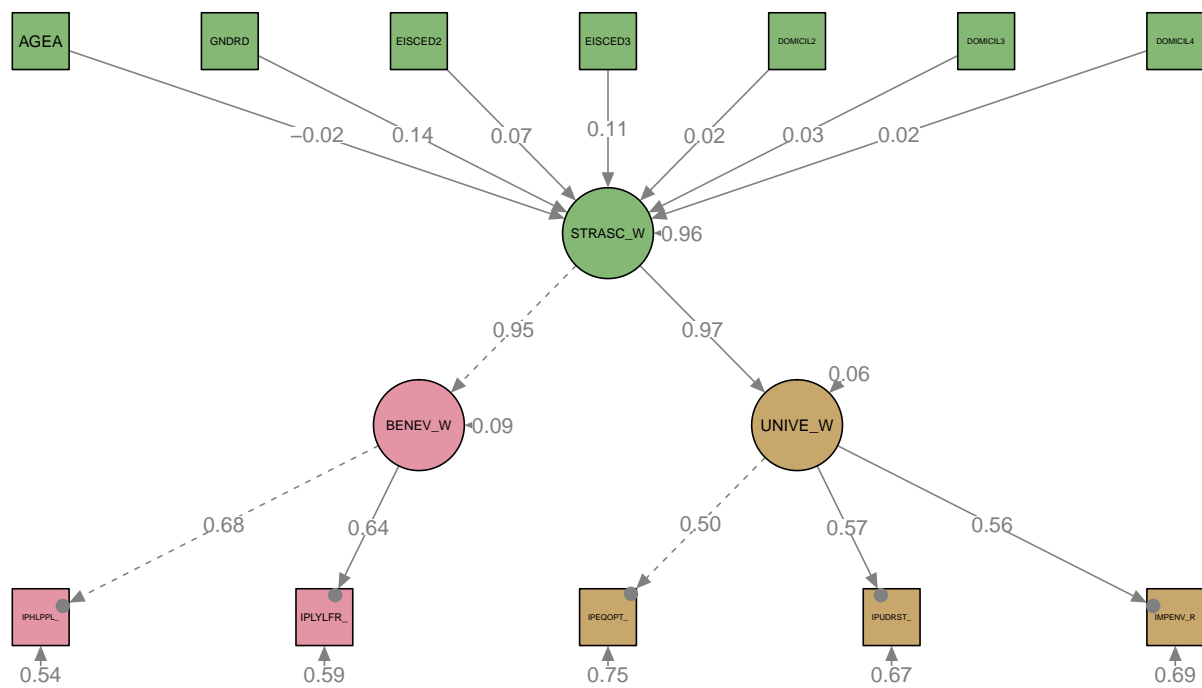 AGEA GNDRD EISCED2 EISCED3 DOMICIL2 DOMICIL3 DOMICIL4
−0.02 0.14 0.07 0.11 0.02 0.03 0.02
STRASC_W 0.96
0.95 0.97
0.06
BENEV_W 0.09 UNIVE_W
0.68 0.64 0.50 0.57 0.56
IPHLPPL_ IPLYLFR_ IPEQOPT_ IPUDRST_ IMPENV_R
0.54 0.59 0.75 0.67 0.69